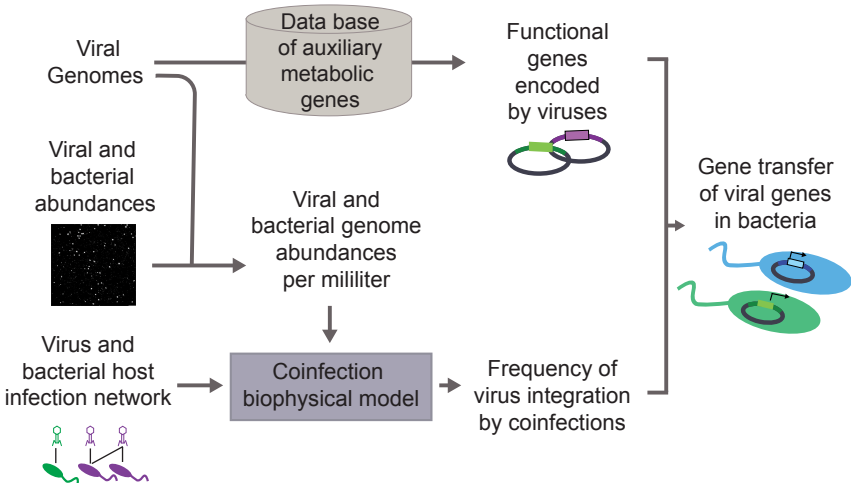 Viral
Genomes
Data base
of auxiliary
metabolic
genes
Functional
genes
encoded
by viruses
Viral and
bacterial
abundances
Viral and
bacterial genome
abundances
per mililiter
Gene transfer
of viral genes
in bacteria
Virus and
bacterial host
infection network
Coinfection
biophysical model
Frequency of
virus integration
by coinfections